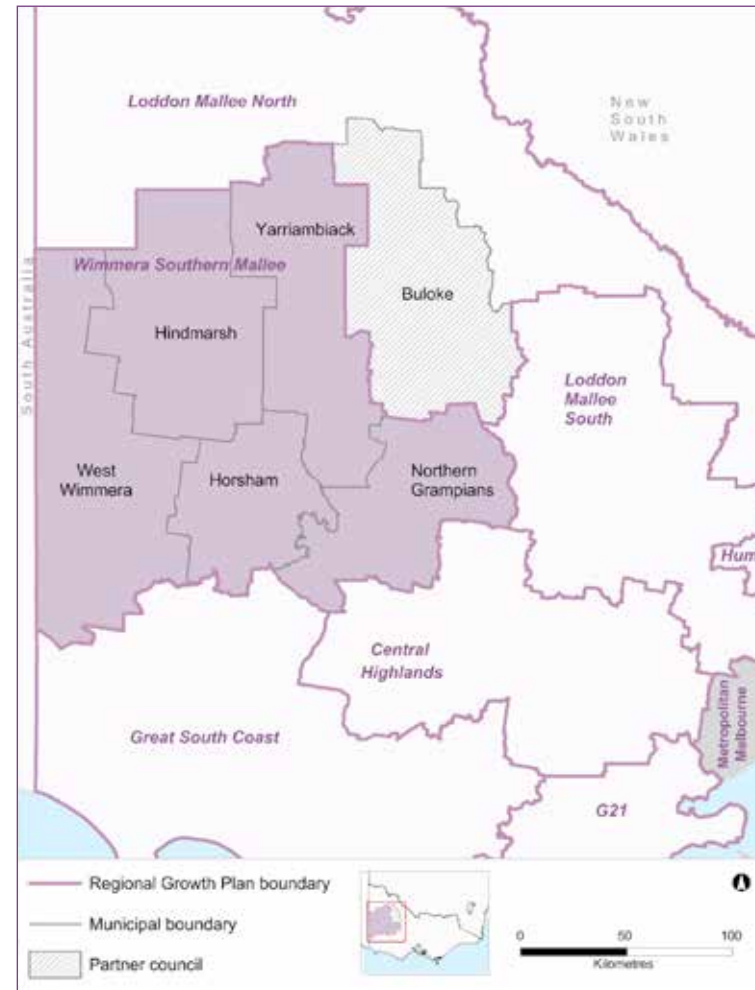 Loddon Mallee North
New
South
Wales
Yarriambiack
Wimmera Southern Mallee
Buloke
South Australia
Hindmarsh
Loddon
Mallee
South
West
Wimmera
Horsham
Northern
Grampians
Hum
Central
Highlands
Metropolitan
Melbourne
Great South Coast
G21
Regional Growth Plan boundary
Municipal boundary
Partner council
0 50 100
Kilometres